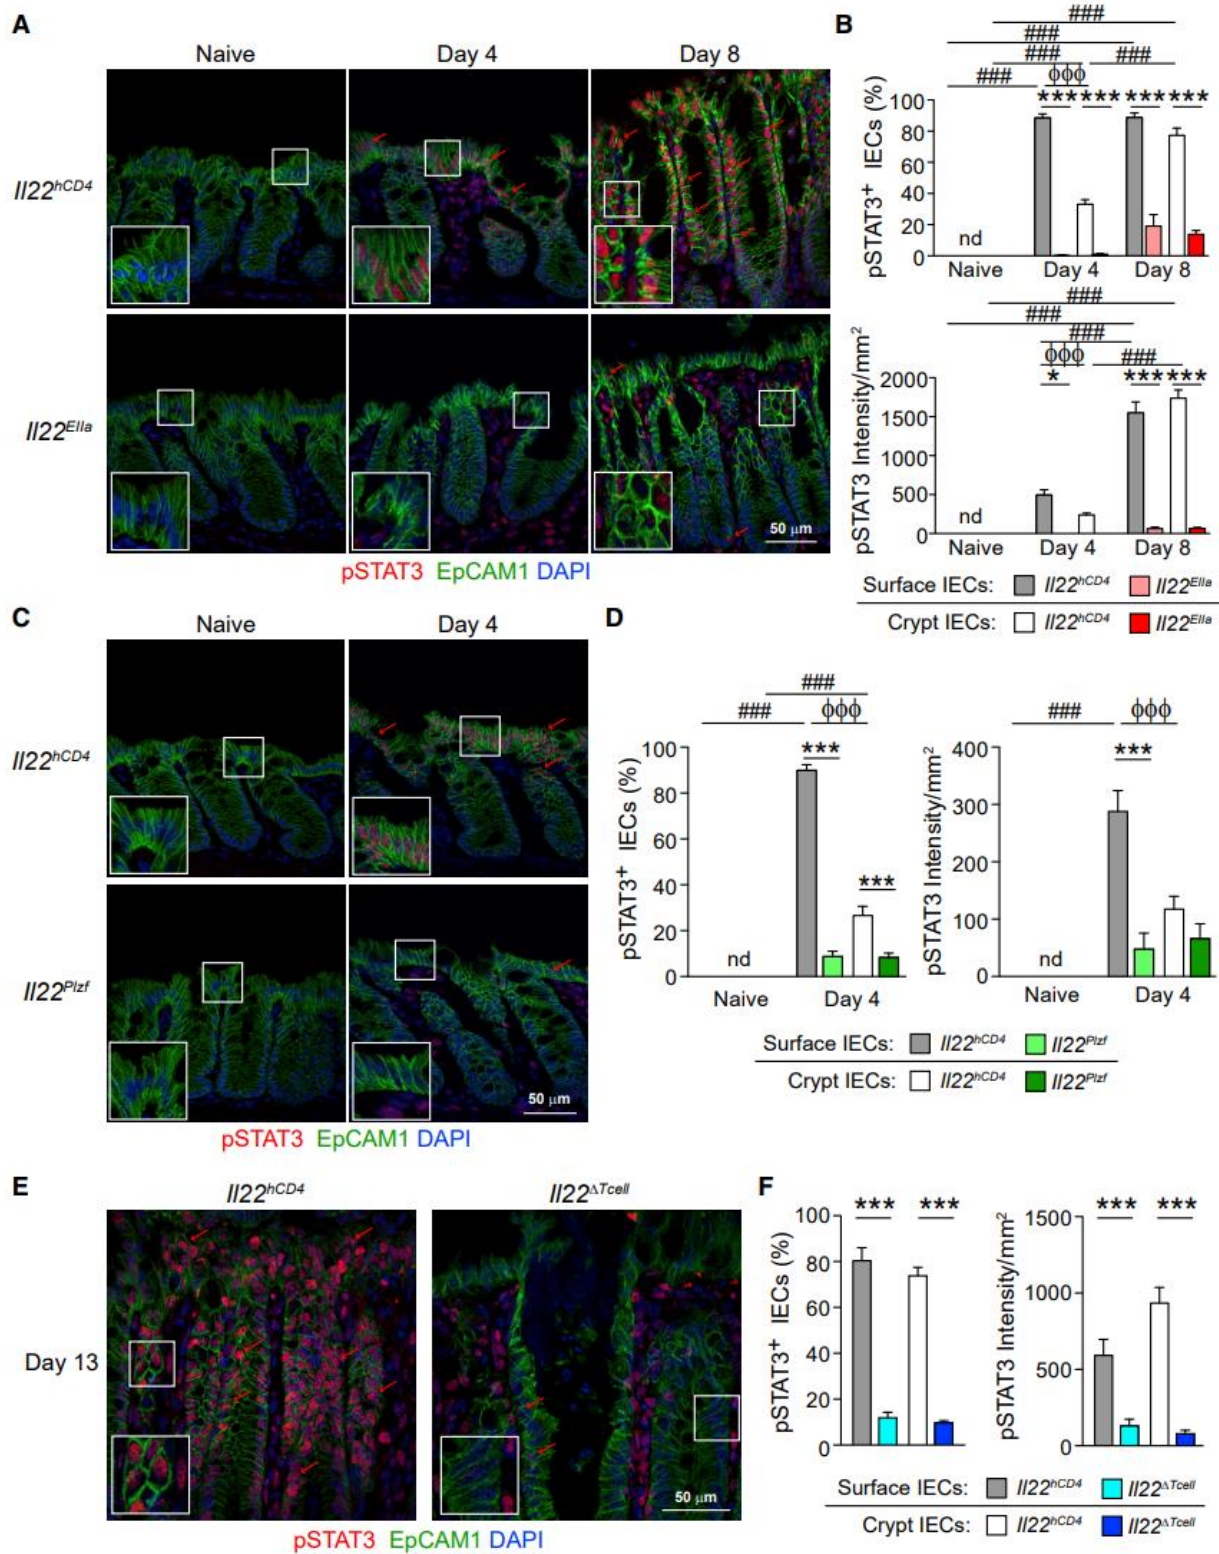 A
Naive Day 4 Day 8
Il22hCD4
Il22EIIa
50 µm
pSTAT3 EpCAM1 DAPI
B
###
###
### ###
### ϕϕϕ
*** *** *** ***
pSTAT3+ IECs (%)
100
80
60
40
20
0
nd
Naive Day 4 Day 8
###
###
###
ϕϕϕ ###
* *** ***
pSTAT3 Intensity/mm2
2000
1500
1000
500
0
nd
Naive Day 4 Day 8
Surface IECs: Il22hCD4 Il22EIIa
Crypt IECs: Il22hCD4 Il22EIIa
C
Naive Day 4
Il22hCD4
Il22Plzf
50 µm
pSTAT3 EpCAM1 DAPI
D
###
### ϕϕϕ
***
***
pSTAT3+ IECs (%)
100
80
60
40
20
0
nd
Naive Day 4
### ϕϕϕ
***
pSTAT3 Intensity/mm2
400
300
200
100
0
nd
Naive Day 4
Surface IECs: Il22hCD4 Il22Plzf
Crypt IECs: Il22hCD4 Il22Plzf
E
Il22hCD4 Il22ΔTcell
Day 13
50 µm
pSTAT3 EpCAM1 DAPI
F
*** ***
pSTAT3+ IECs (%)
100
80
60
40
20
0
*** ***
pSTAT3 Intensity/mm2
1500
1000
500
0
Surface IECs: Il22hCD4 Il22ΔTcell
Crypt IECs: Il22hCD4 Il22ΔTcell